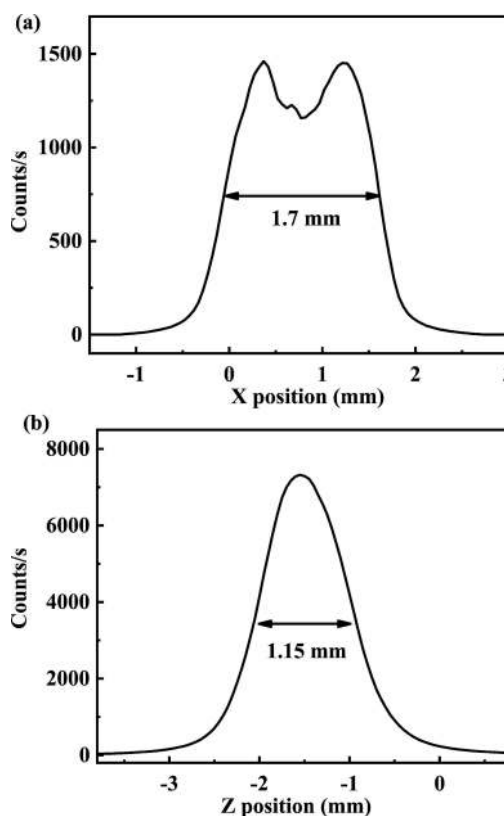 (a)
1500
1000
500
0
Counts/s
1.7 mm
-1 0 1 2
X position (mm)
(b)
8000
6000
4000
2000
0
Counts/s
1.15 mm
-3 -2 -1 0
Z position (mm)